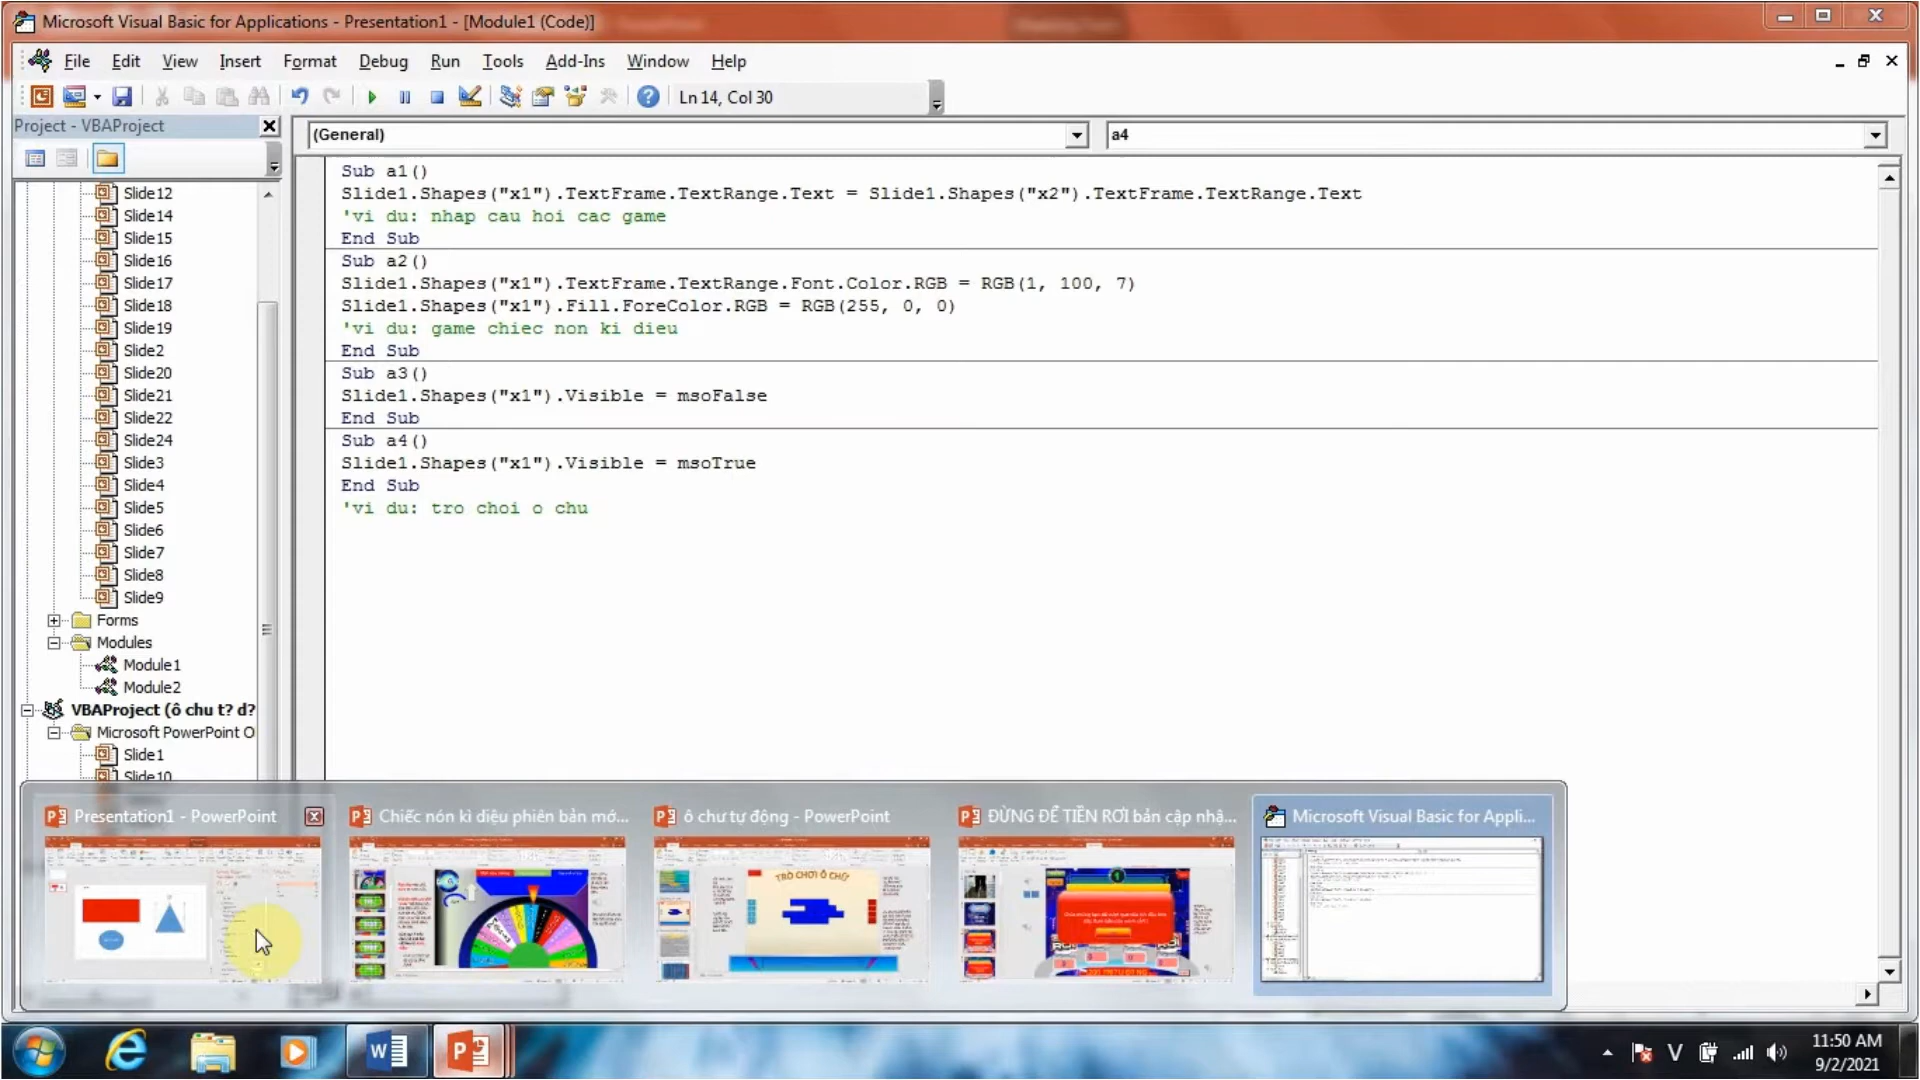 Microsoft Visual Basic for Applications - Presentation1 - [Module1 (Code)]
File Edit View Insert Format Debug Run Tools Add-Ins Window Help
Ln 14, Col 30
Project - VBAProject
(General)
a4
Slide12
Slide14
Slide15
Slide16
Slide17
Slide18
Slide19
Slide2
Slide20
Slide21
Slide22
Slide24
Slide3
Slide4
Slide5
Slide6
Slide7
Slide8
Slide9
Forms
Modules
Module1
Module2
VBAProject (ô chu t? d?
Microsoft PowerPoint O
Slide1
Slide10
Sub a1()
Slide1.Shapes("x1").TextFrame.TextRange.Text = Slide1.Shapes("x2").TextFrame.TextRange.Text
'vi du: nhap cau hoi cac game
End Sub
Sub a2()
Slide1.Shapes("x1").TextFrame.TextRange.Font.Color.RGB = RGB(1, 100, 7)
Slide1.Shapes("x1").Fill.ForeColor.RGB = RGB(255, 0, 0)
'vi du: game chiec non ki dieu
End Sub
Sub a3()
Slide1.Shapes("x1").Visible = msoFalse
End Sub
Sub a4()
Slide1.Shapes("x1").Visible = msoTrue
End Sub
'vi du: tro choi o chu
Presentation1 - PowerPoint
Chiếc nón kì diệu phiên bản mớ...
ô chư tự động - PowerPoint
ĐỪNG ĐỂ TIỀN RƠI bản cập nhậ...
Microsoft Visual Basic for Appli...
TRÒ CHƠI Ô CHỮ
11:50 AM
9/2/2021